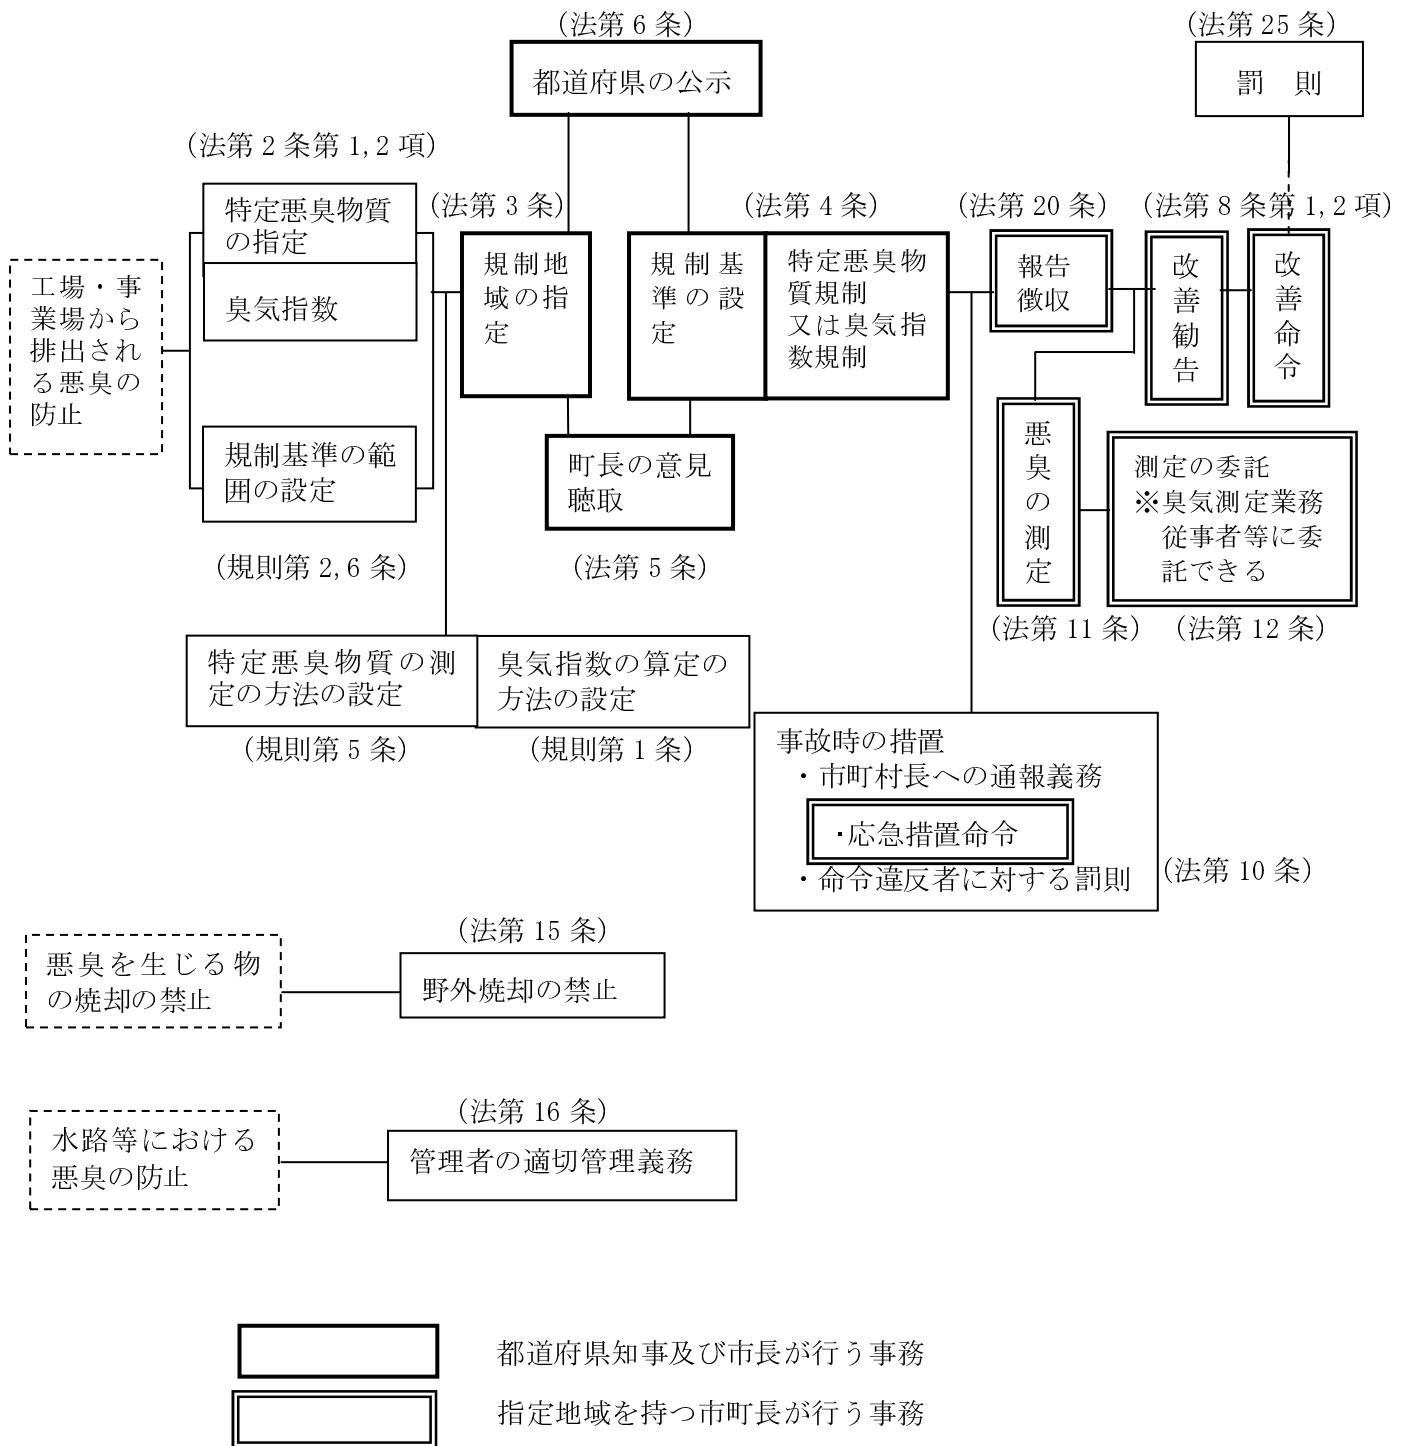 (法第 6 条)
都道府県の公示
(法第 25 条)
罰　則
(法第 2 条第 1,2 項)
特定悪臭物質
の指定
臭気指数
(法第 3 条)
規制地
域の指
定
(法第 4 条)
規制基
準の設
定
特定悪臭物
質規制
又は臭気指
数規制
(法第 20 条)
報告
徴収
(法第 8 条第 1,2 項)
改善勧告
改善命令
工場・事
業場から
排出され
る悪臭の
防止
規制基準の範
囲の設定
(規則第 2,6 条)
町長の意見
聴取
(法第 5 条)
悪臭の測定
(法第 11 条)
測定の委託
※臭気測定業務
従事者等に委
託できる
(法第 12 条)
特定悪臭物質の測
定の方法の設定
(規則第 5 条)
臭気指数の算定の
方法の設定
(規則第 1 条)
事故時の措置
・市町村長への通報義務
・応急措置命令
・命令違反者に対する罰則
(法第 10 条)
悪臭を生じる物
の焼却の禁止
(法第 15 条)
野外焼却の禁止
水路等における
悪臭の防止
(法第 16 条)
管理者の適切管理義務
都道府県知事及び市長が行う事務
指定地域を持つ市町長が行う事務